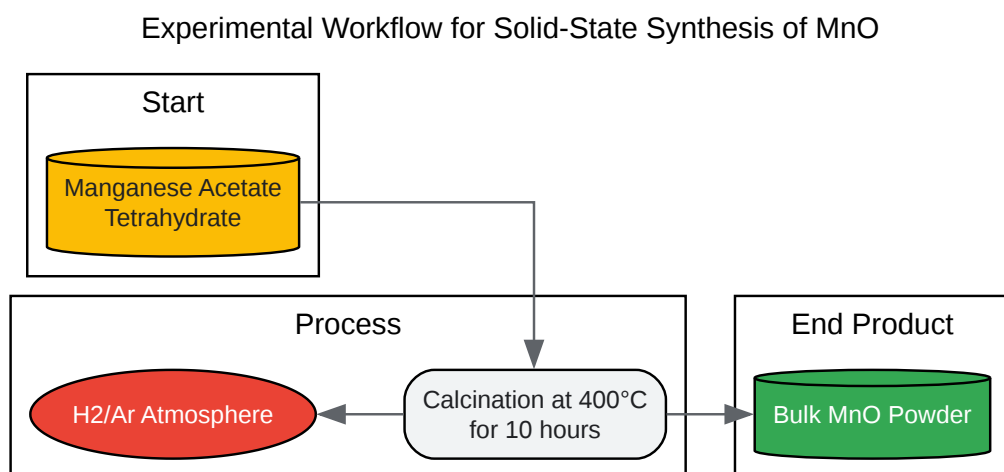 Experimental Workflow for Solid-State Synthesis of MnO
Start
Manganese Acetate
Tetrahydrate
Process
End Product
H2/Ar Atmosphere
Calcination at 400°C
for 10 hours
Bulk MnO Powder